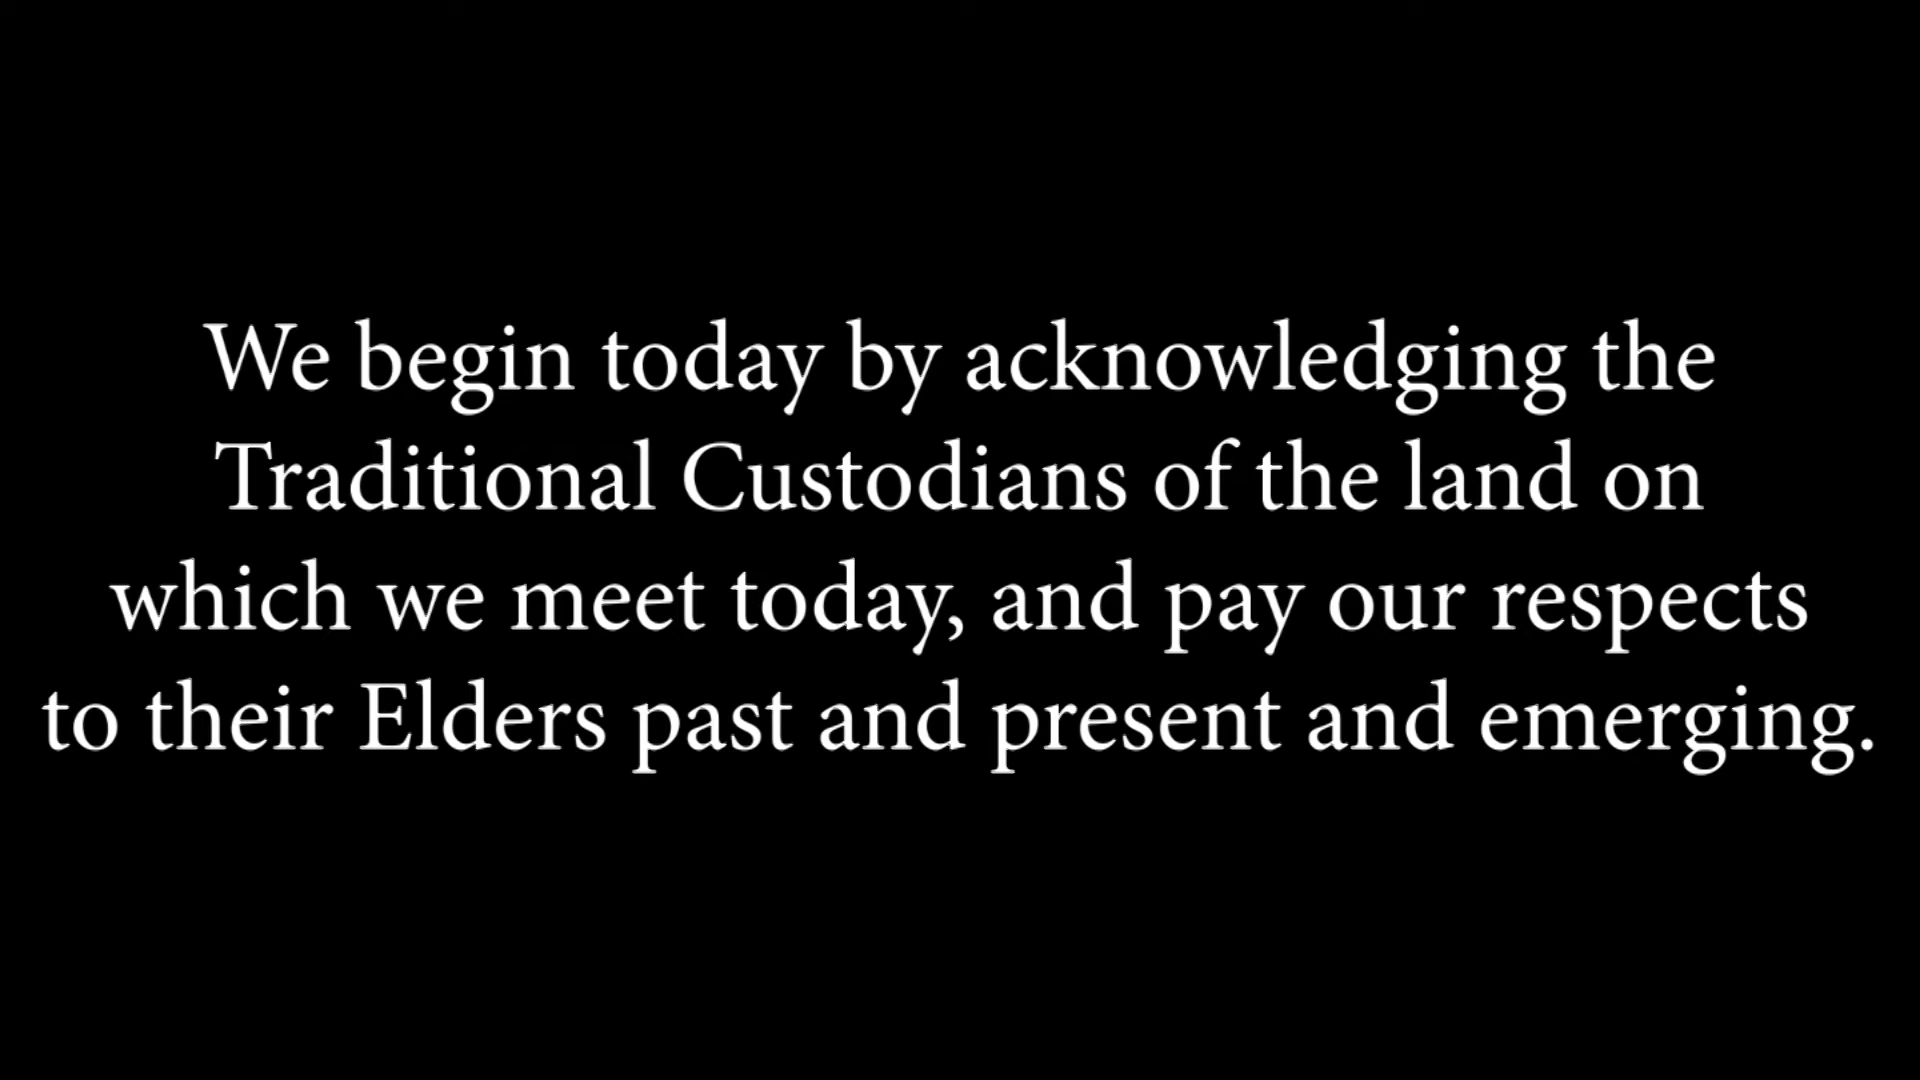 We begin today by acknowledging the
Traditional Custodians of the land on
which we meet today, and pay our respects
to their Elders past and present and emerging.